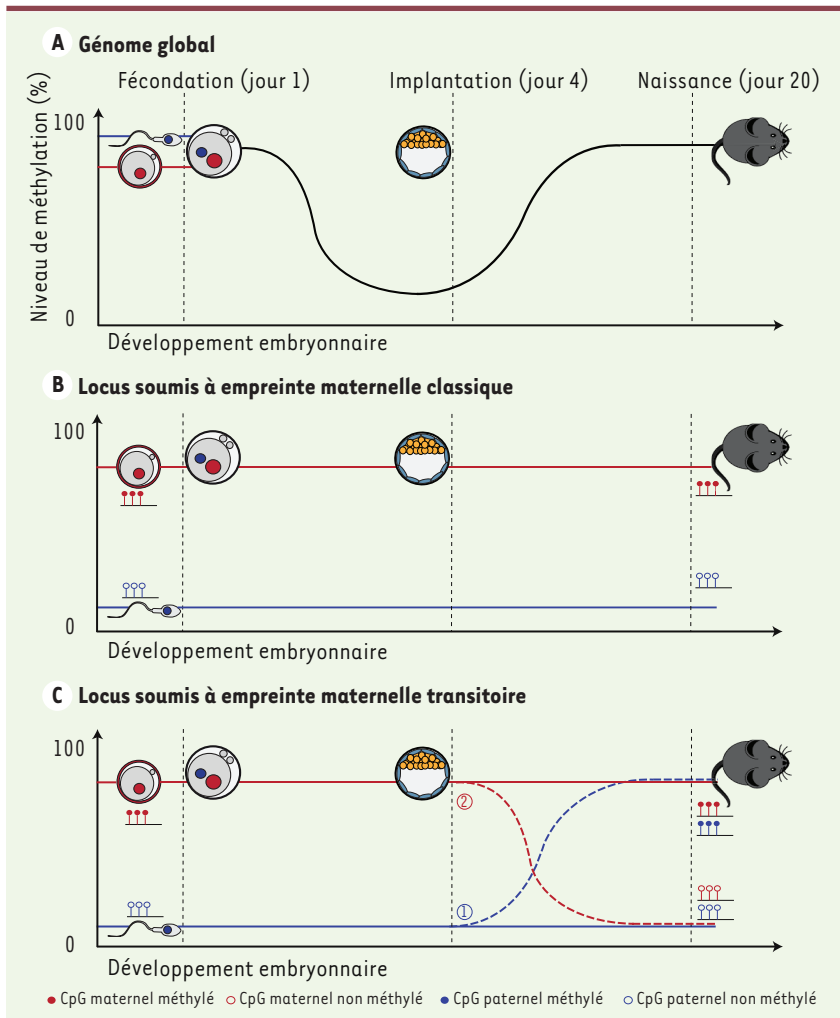 A Génome global
Fécondation (jour 1) Implantation (jour 4) Naissance (jour 20)
Niveau de méthylation (%)
100
0
Développement embryonnaire
B Locus soumis à empreinte maternelle classique
100
0
Développement embryonnaire
C Locus soumis à empreinte maternelle transitoire
100
②
①
0
Développement embryonnaire
CpG maternel méthylé CpG maternel non méthylé CpG paternel méthylé CpG paternel non méthylé